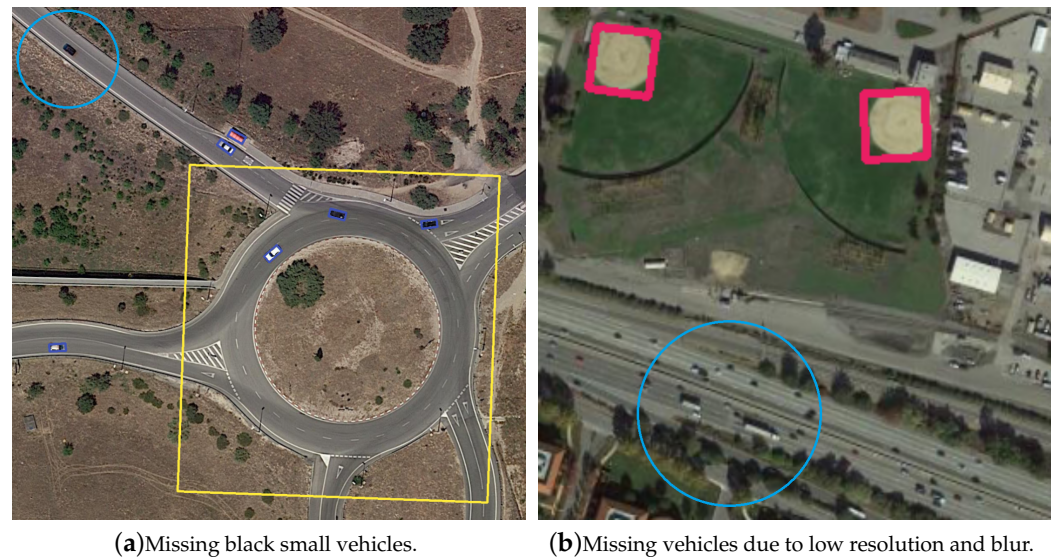 (a)Missing black small vehicles.
(b)Missing vehicles due to low resolution and blur.